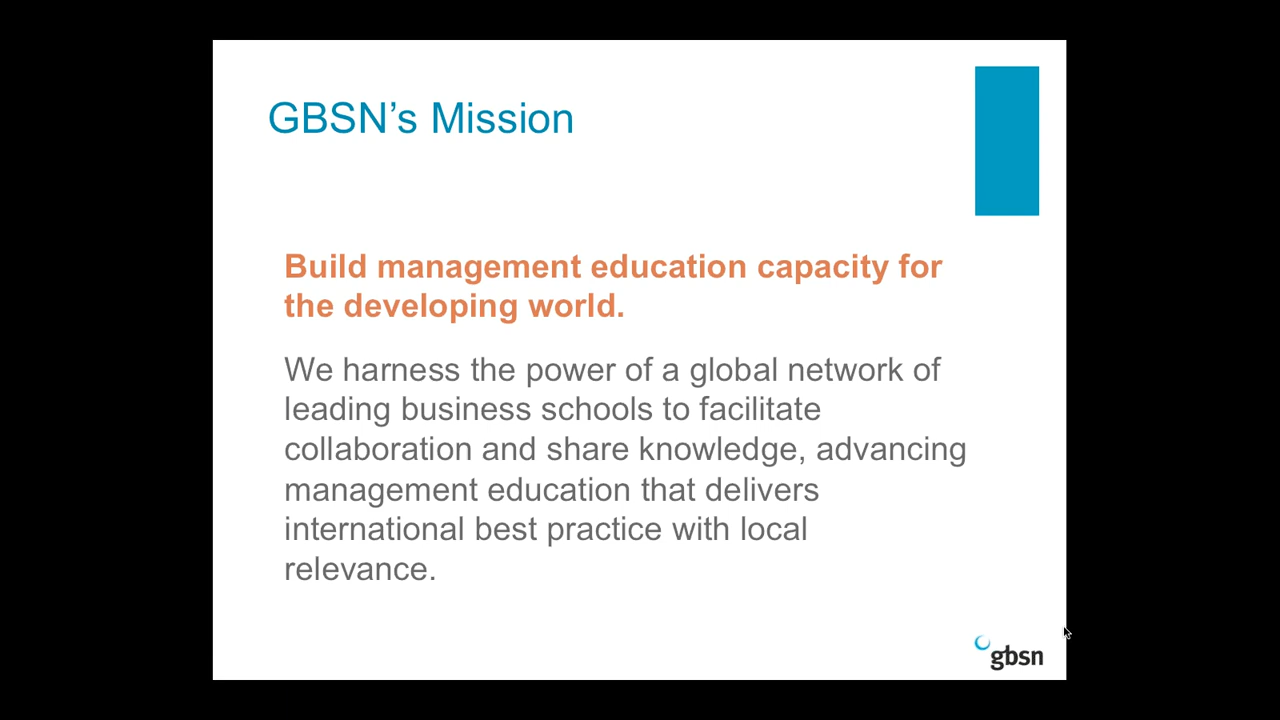 GBSN’s Mission
Build management education capacity for
the developing world.
We harness the power of a global network of
leading business schools to facilitate
collaboration and share knowledge, advancing
management education that delivers
international best practice with local
relevance.
gbsn